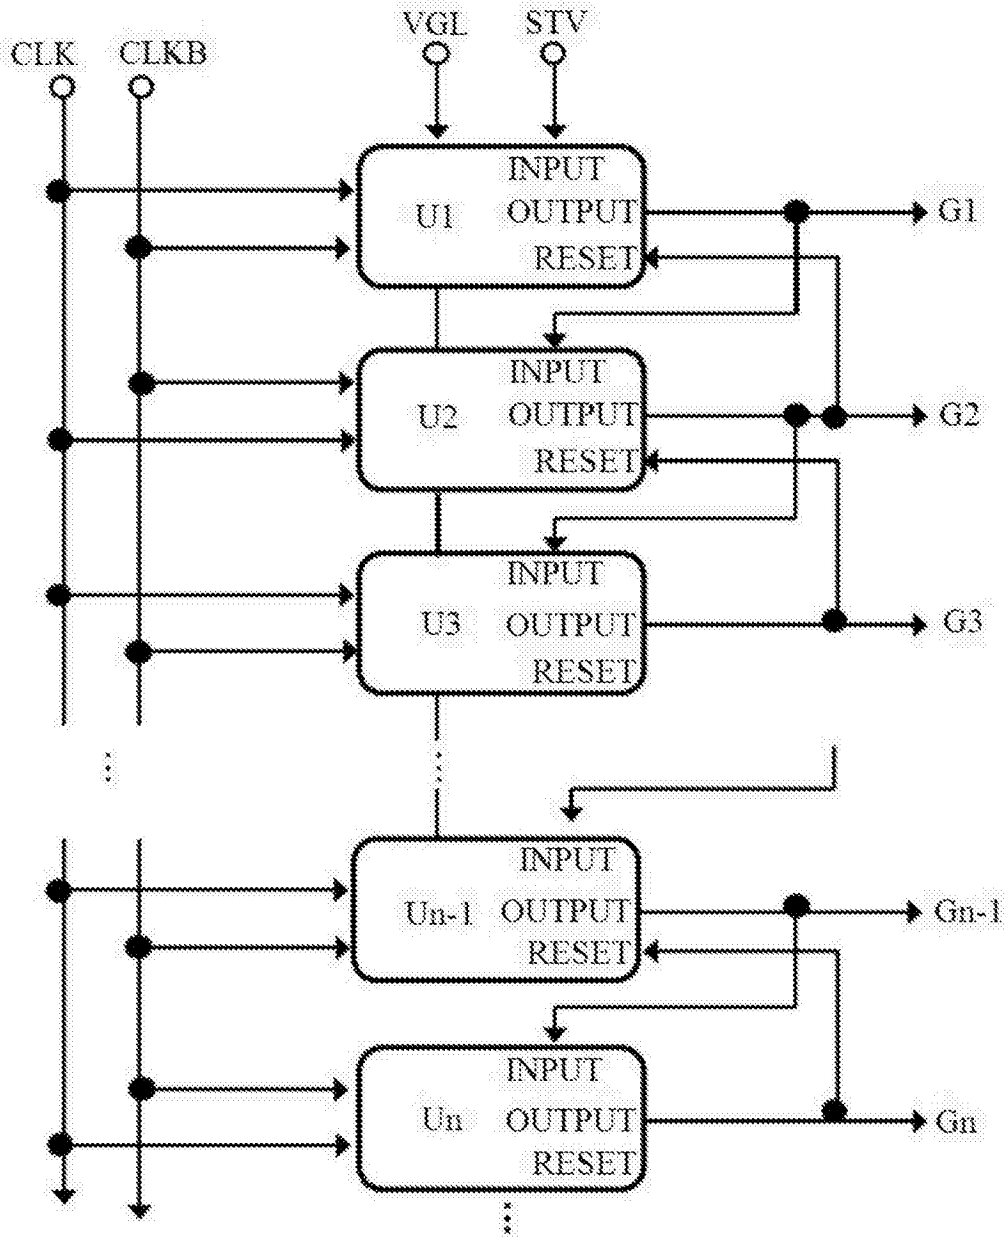 VGL STV
CLK CLKB
INPUT
U1 OUTPUT G1
RESET
INPUT
U2 OUTPUT G2
RESET
INPUT
U3 OUTPUT G3
RESET
...
...
INPUT
Un-1 OUTPUT Gn-1
RESET
INPUT
Un OUTPUT Gn
RESET
...